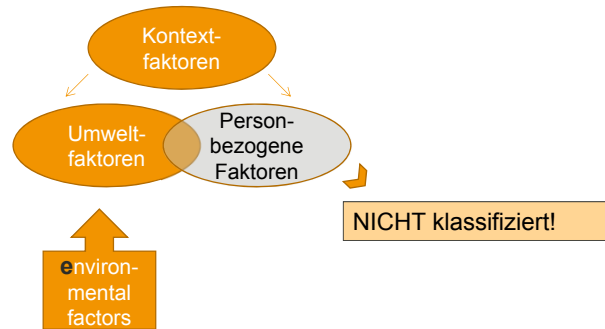 Kontext-
faktoren
Umwelt-
faktoren
Person-
bezogene
Faktoren
NICHT klassifiziert!
environ-
mental
factors